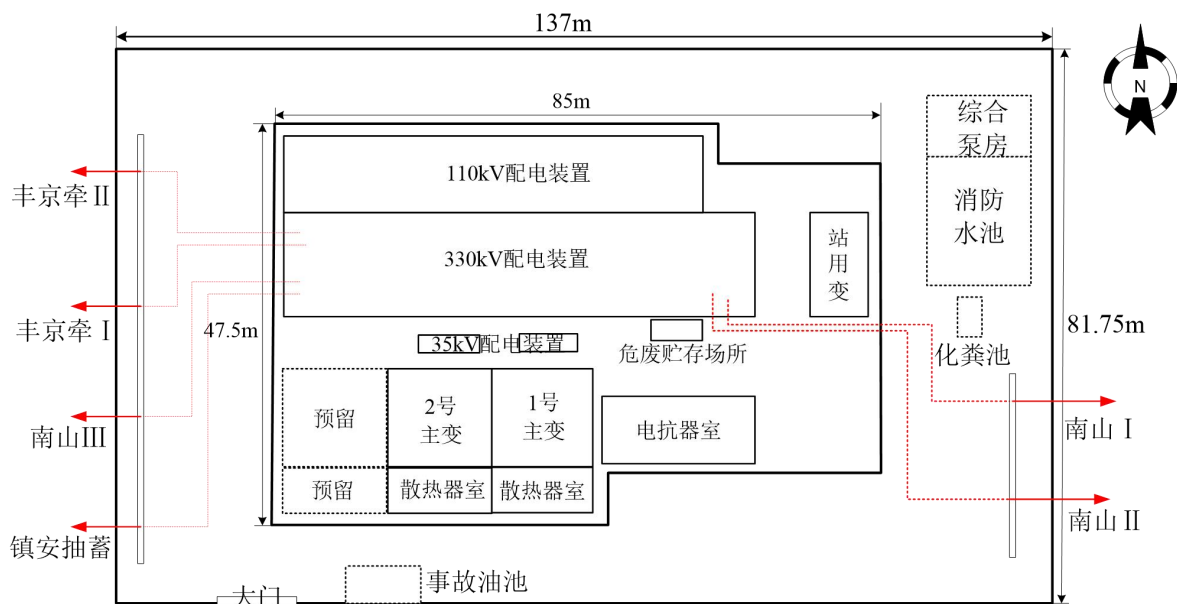 137m
N
85m
综合
泵房
110kV配电装置
丰京牵Ⅱ
消防
水池
站
用
变
330kV配电装置
丰京牵Ⅰ
47.5m
81.75m
35kV配电装置
危废贮存场所
化粪池
预留
2号
主变
1号
主变
电抗器室
南山III
南山Ⅰ
预留
散热器室
散热器室
南山Ⅱ
镇安抽蓄
事故油池
大门